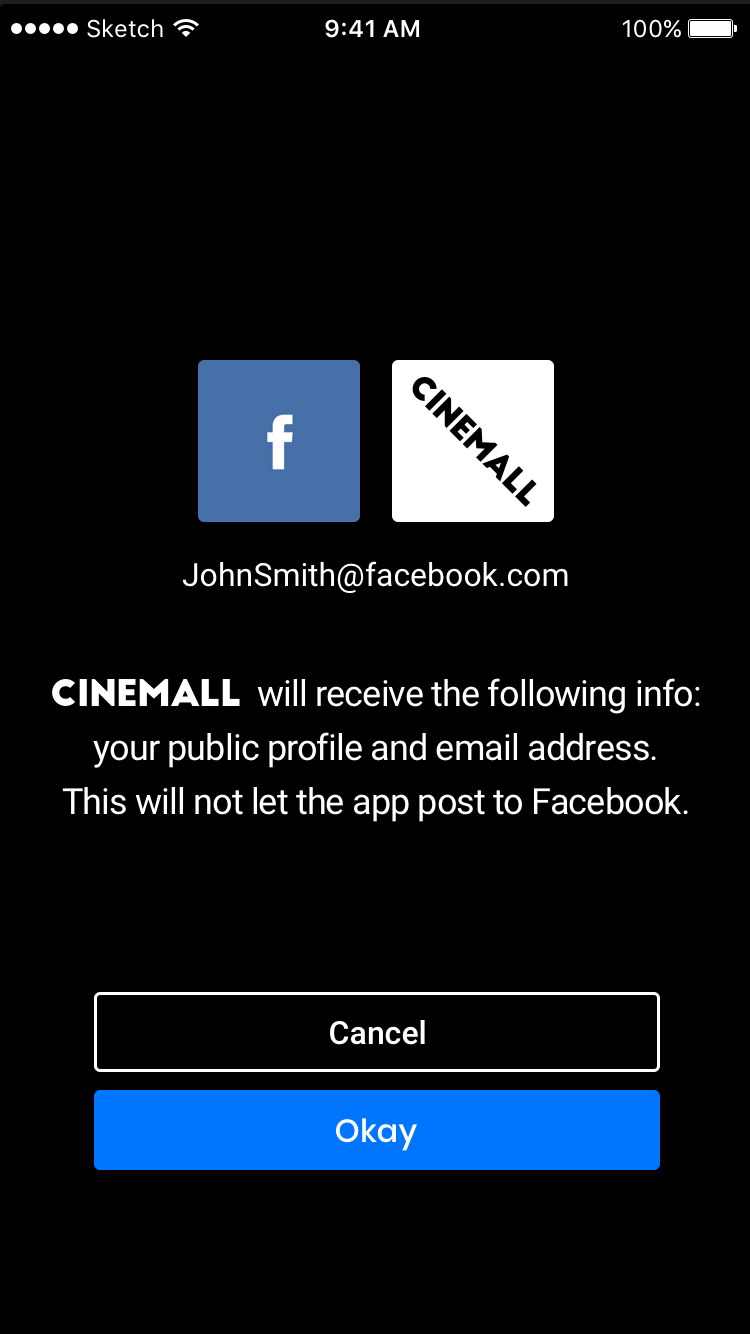 Sketch 9:41 AM 100%
f CINEMALL
JohnSmith@facebook.com
CINEMALL will receive the following info:
your public profile and email address.
This will not let the app post to Facebook.
Cancel
Okay